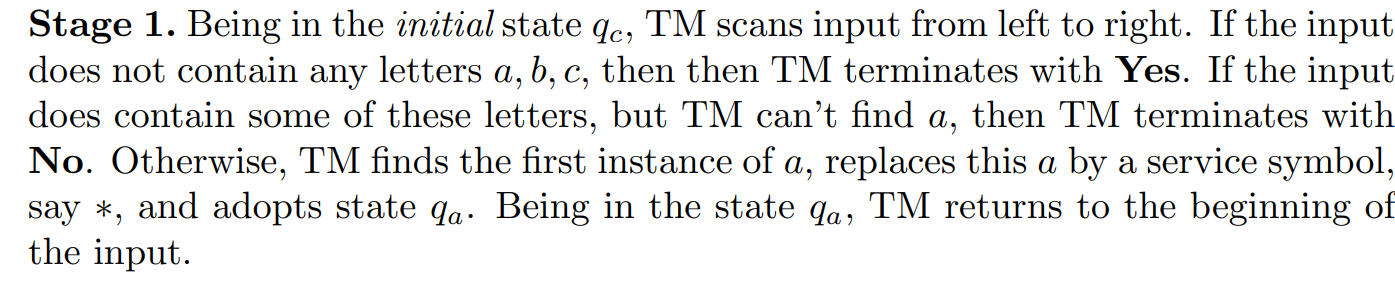 Stage 1. Being in the initial state q_c, TM scans input from left to right. If the input
does not contain any letters a, b, c, then then TM terminates with Yes. If the input
does contain some of these letters, but TM can't find a, then TM terminates with
No. Otherwise, TM finds the first instance of a, replaces this a by a service symbol,
say *, and adopts state q_a. Being in the state q_a, TM returns to the beginning of
the input.